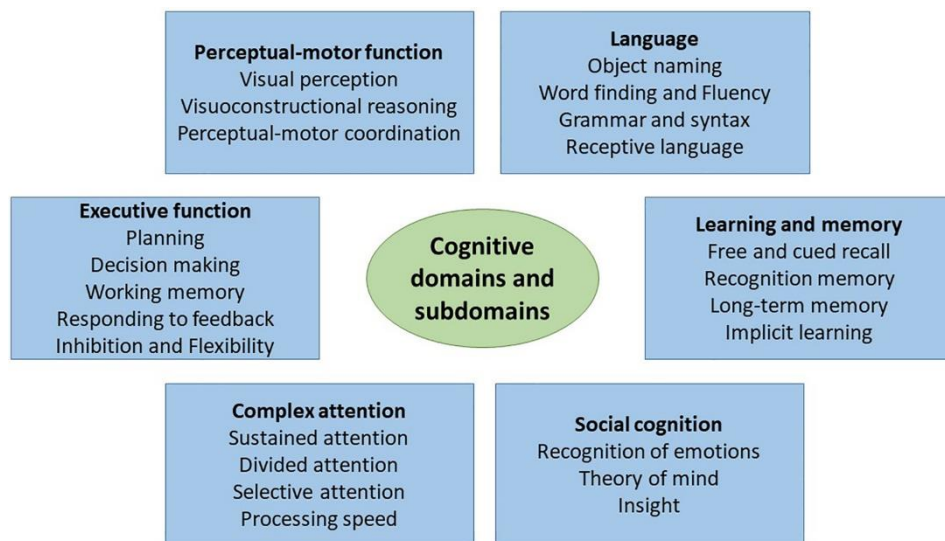 Perceptual-motor function
Visual perception
Visuoconstructional reasoning
Perceptual-motor coordination
Language
Object naming
Word finding and Fluency
Grammar and syntax
Receptive language
Executive function
Planning
Decision making
Working memory
Responding to feedback
Inhibition and Flexibility
Cognitive
domains and
subdomains
Learning and memory
Free and cued recall
Recognition memory
Long-term memory
Implicit learning
Complex attention
Sustained attention
Divided attention
Selective attention
Processing speed
Social cognition
Recognition of emotions
Theory of mind
Insight